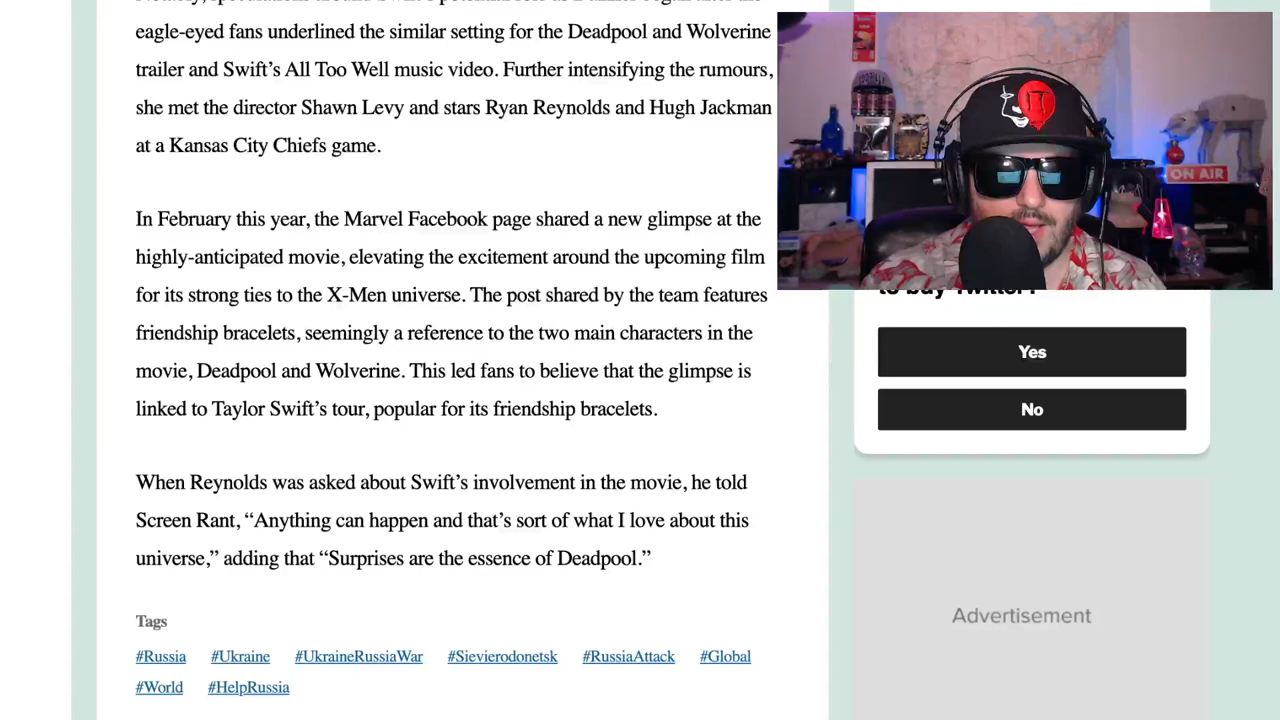 eagle-eyed fans underlined the similar setting for the Deadpool and Wolverine
trailer and Swift's All Too Well music video. Further intensifying the rumours,
she met the director Shawn Levy and stars Ryan Reynolds and Hugh Jackman
at a Kansas City Chiefs game.
In February this year, the Marvel Facebook page shared a new glimpse at the
highly-anticipated movie, elevating the excitement around the upcoming film
for its strong ties to the X-Men universe. The post shared by the team features
friendship bracelets, seemingly a reference to the two main characters in the
movie, Deadpool and Wolverine. This led fans to believe that the glimpse is
linked to Taylor Swift's tour, popular for its friendship bracelets.
When Reynolds was asked about Swift's involvement in the movie, he told
Screen Rant, “Anything can happen and that's sort of what I love about this
universe,” adding that “Surprises are the essence of Deadpool.”
Tags
#Russia #Ukraine #UkraineRussiaWar #Sievierodonetsk #RussiaAttack #Global
#World #HelpRussia
ON AIR
to buy Twitter?
Yes
No
Advertisement